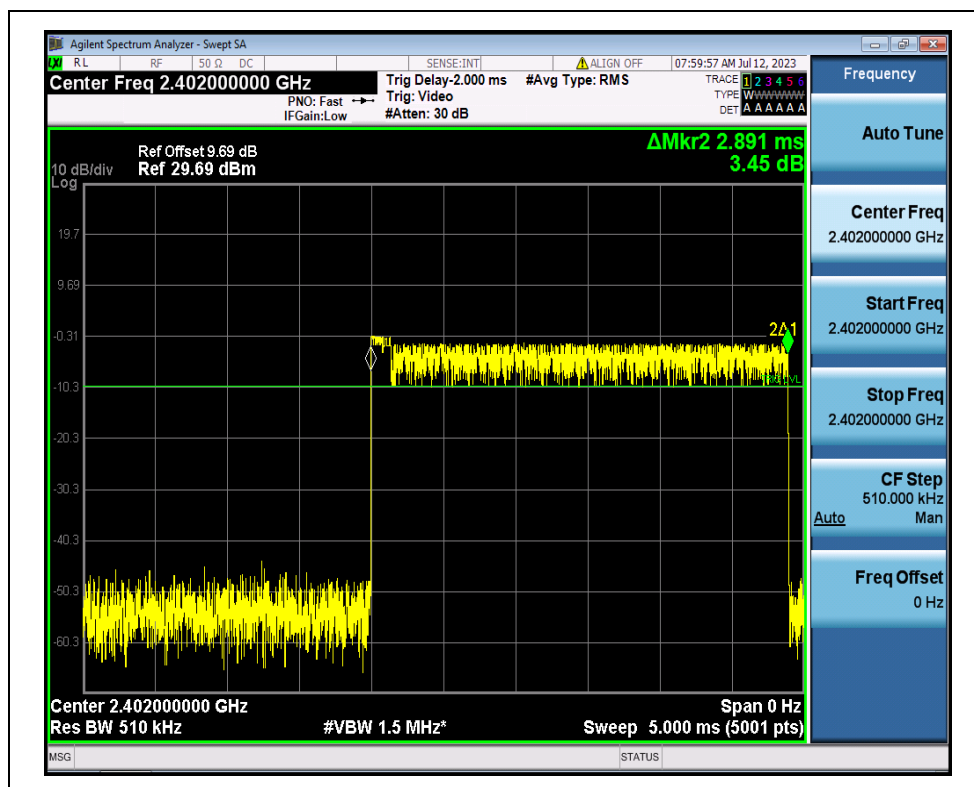 Agilent Spectrum Analyzer - Swept SA
LXI RL RF 50 Ω DC SENSE:INT ALIGN OFF 07:59:57 AM Jul 12, 2023
Center Freq 2.402000000 GHz
PNO: Fast
IFGain:Low
Trig Delay-2.000 ms
Trig: Video
#Atten: 30 dB
#Avg Type: RMS
TRACE 1 2 3 4 5 6
TYPE WWWWWW
DET A A A A A A
ΔMkr2 2.891 ms
3.45 dB
Ref Offset 9.69 dB
10 dB/div Ref 29.69 dBm
Log
19.7
9.69
-0.31
-10.3
-20.3
-30.3
-40.3
-50.3
-60.3
2Δ1
Center 2.402000000 GHz Span 0 Hz
Res BW 510 kHz #VBW 1.5 MHz* Sweep 5.000 ms (5001 pts)
MSG STATUS
Frequency
Auto Tune
Center Freq
2.402000000 GHz
Start Freq
2.402000000 GHz
Stop Freq
2.402000000 GHz
CF Step
510.000 kHz
Auto Man
Freq Offset
0 Hz